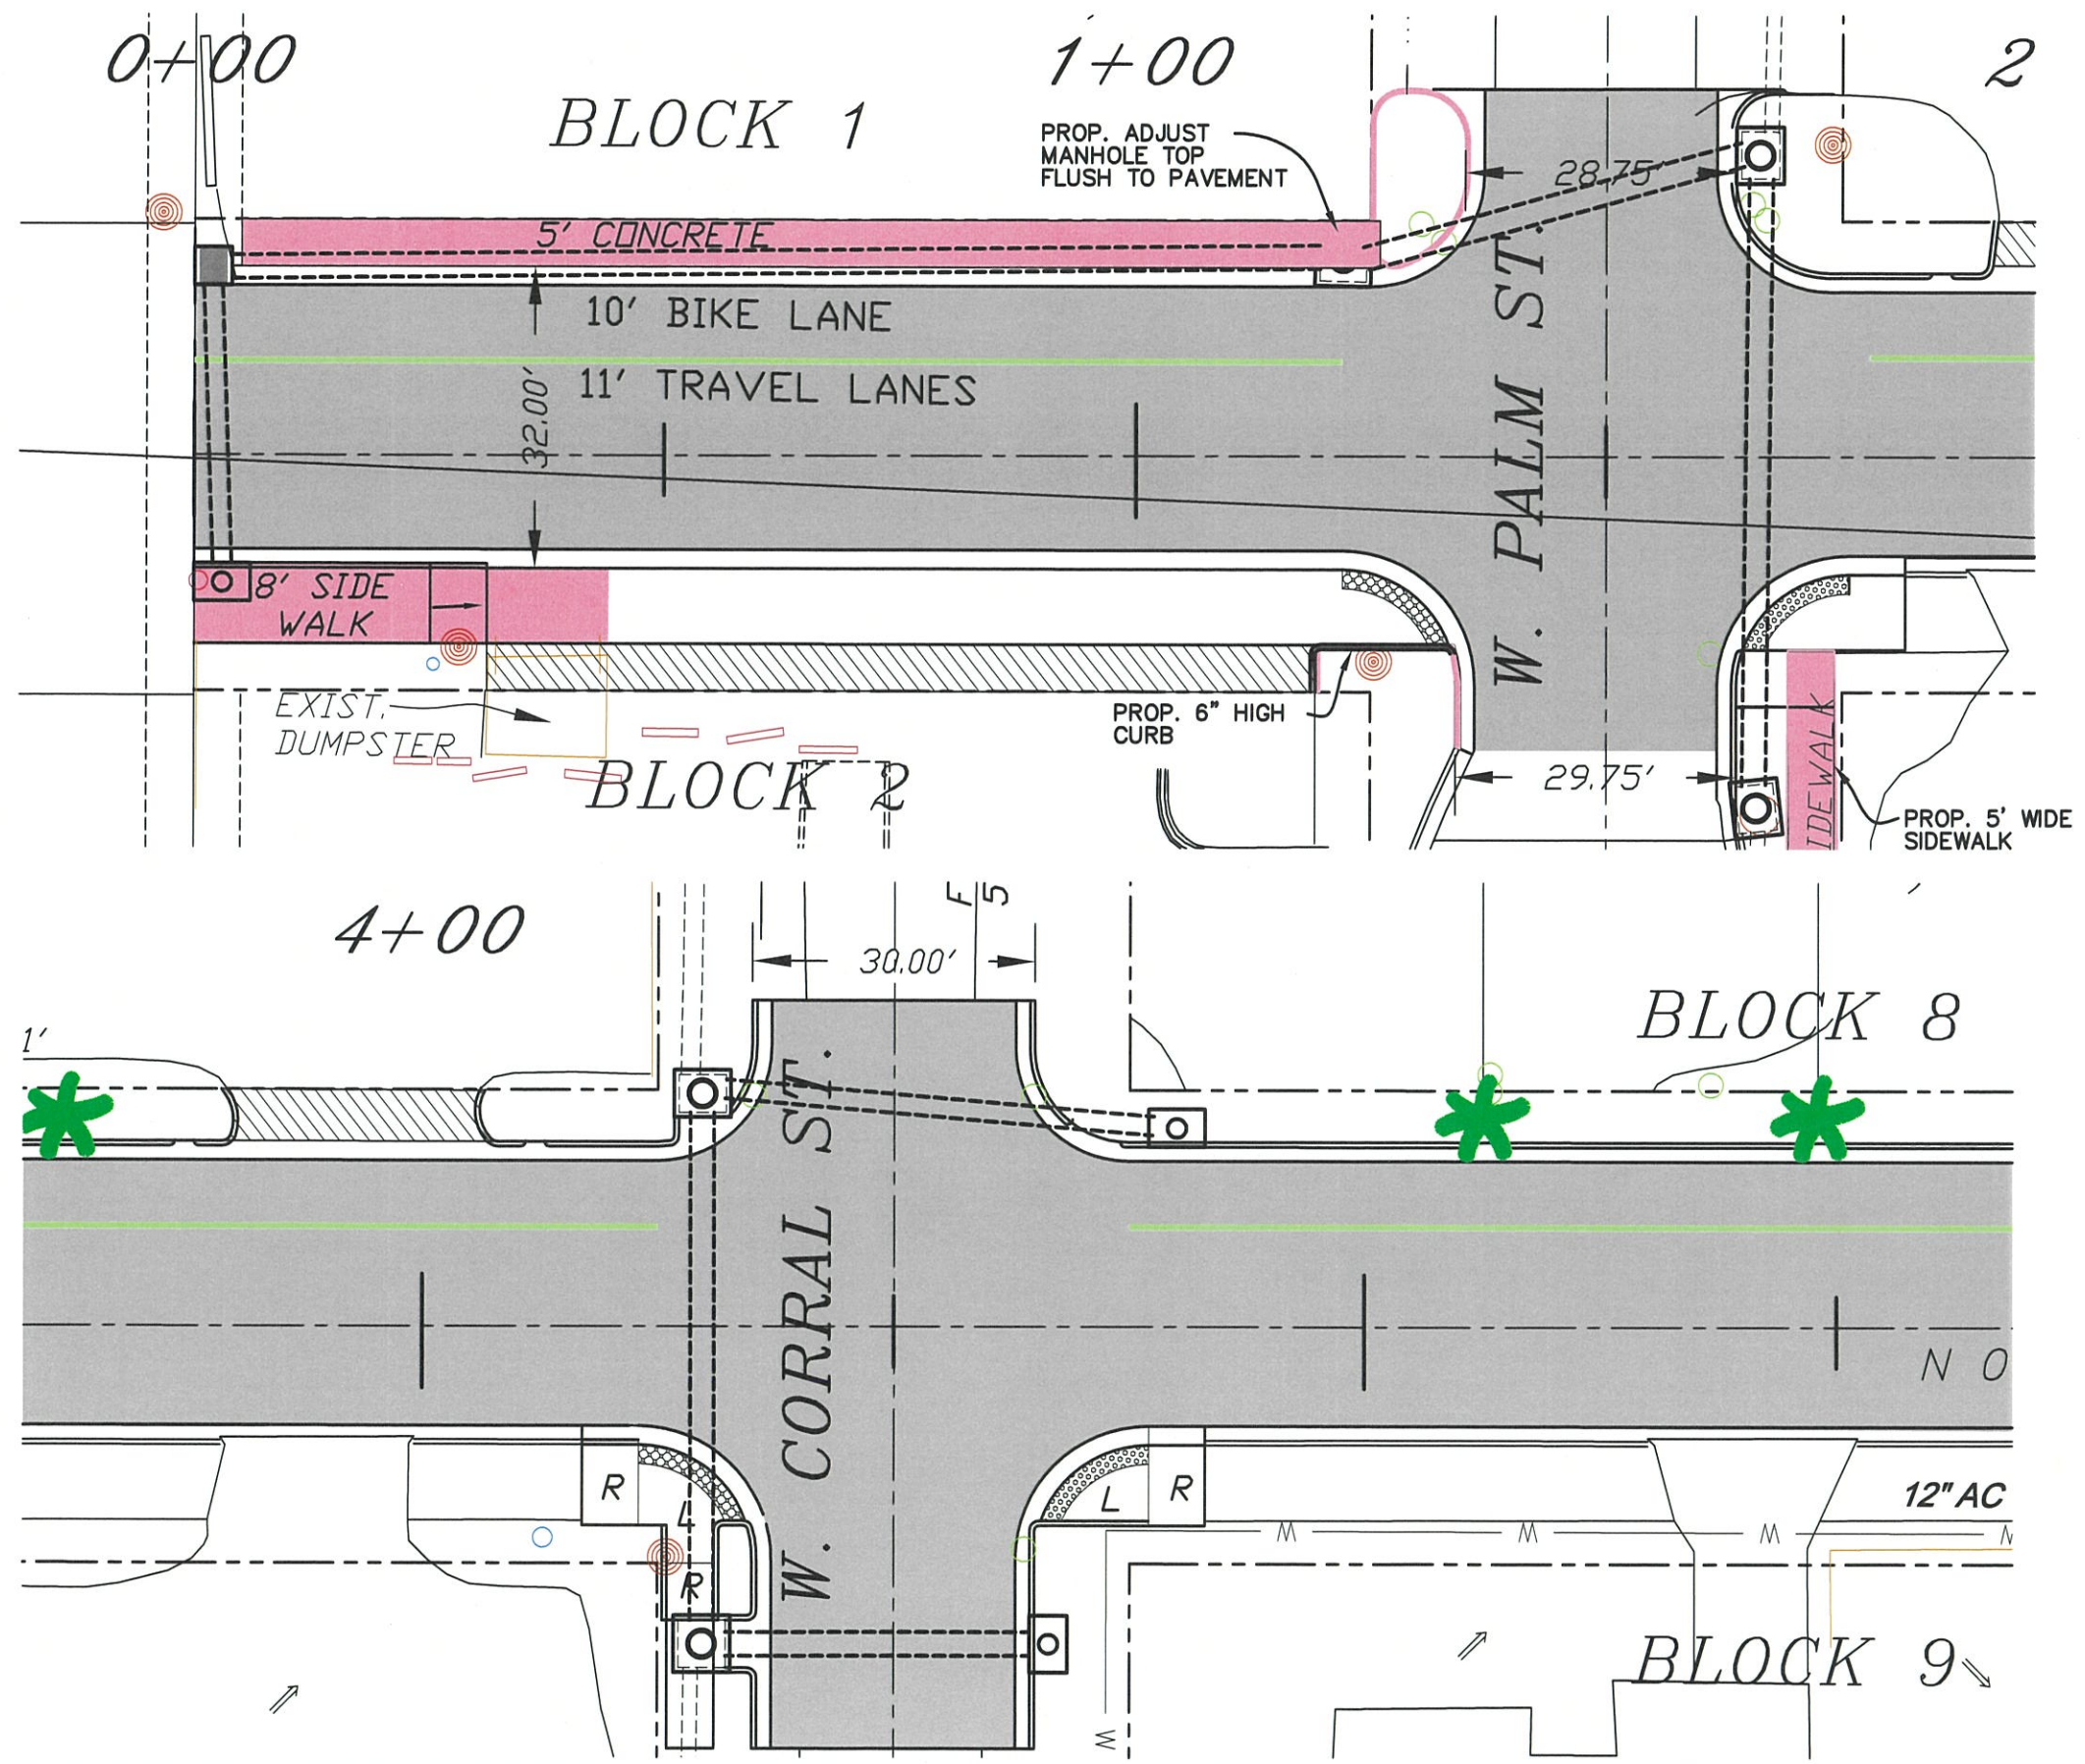 0+00
1+00
2
BLOCK 1
PROP. ADJUST
MANHOLE TOP
FLUSH TO PAVEMENT
28.75'
5' CONCRETE
10' BIKE LANE
11' TRAVEL LANES
32.00'
W. PALM ST.
8' SIDE
WALK
EXIST.
DUMPSTER
BLOCK 2
PROP. 6" HIGH
CURB
29.75'
IDEWALK
PROP. 5' WIDE
SIDEWALK
4+00
F
5
30.00'
BLOCK 8
1'
W. CORRAL ST.
N O
R
L
R
L
R
12" AC
W
W
W
W
BLOCK 9